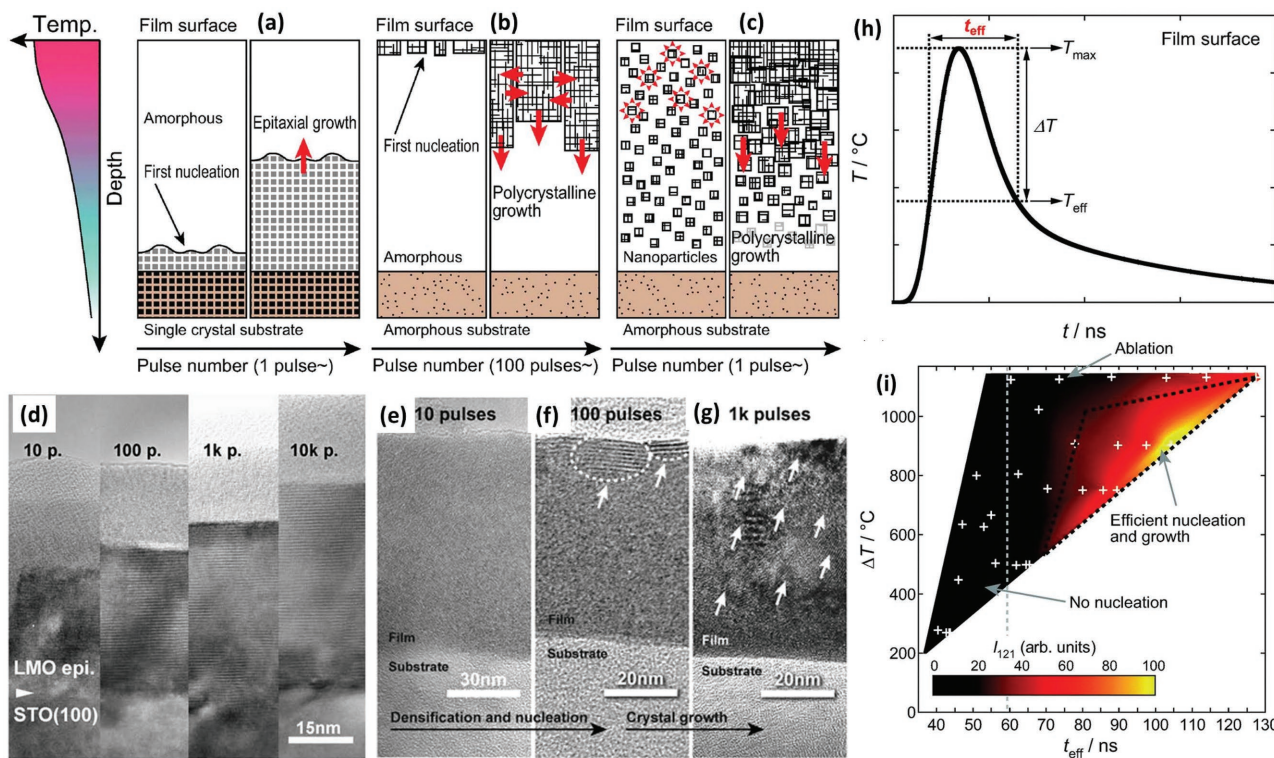 Temp.
Depth
Film surface
(a)
Amorphous
First nucleation
Epitaxial growth
Single crystal substrate
Pulse number (1 pulse~)
Film surface
(b)
First nucleation
Polycrystalline
growth
Amorphous
Amorphous substrate
Pulse number (100 pulses~)
Film surface
(c)
Nanoparticles
Polycrystalline
growth
Amorphous substrate
Pulse number (1 pulse~)
(h)
teff
Film surface
Tmax
ΔT
Teff
T / °C
t / ns
(d)
10 p.
100 p.
1k p.
10k p.
LMO epi.
STO(100)
15nm
(e)
10 pulses
Film
Substrate
30nm
(f)
100 pulses
Film
Substrate
20nm
(g)
1k pulses
Film
Substrate
20nm
Densification and nucleation
Crystal growth
(i)
Ablation
Efficient nucleation
and growth
No nucleation
I121 (arb. units)
0 20 40 60 80 100
ΔT / °C
1000
800
600
400
200
0
40 50 60 70 80 90 100 110 120 130
teff / ns